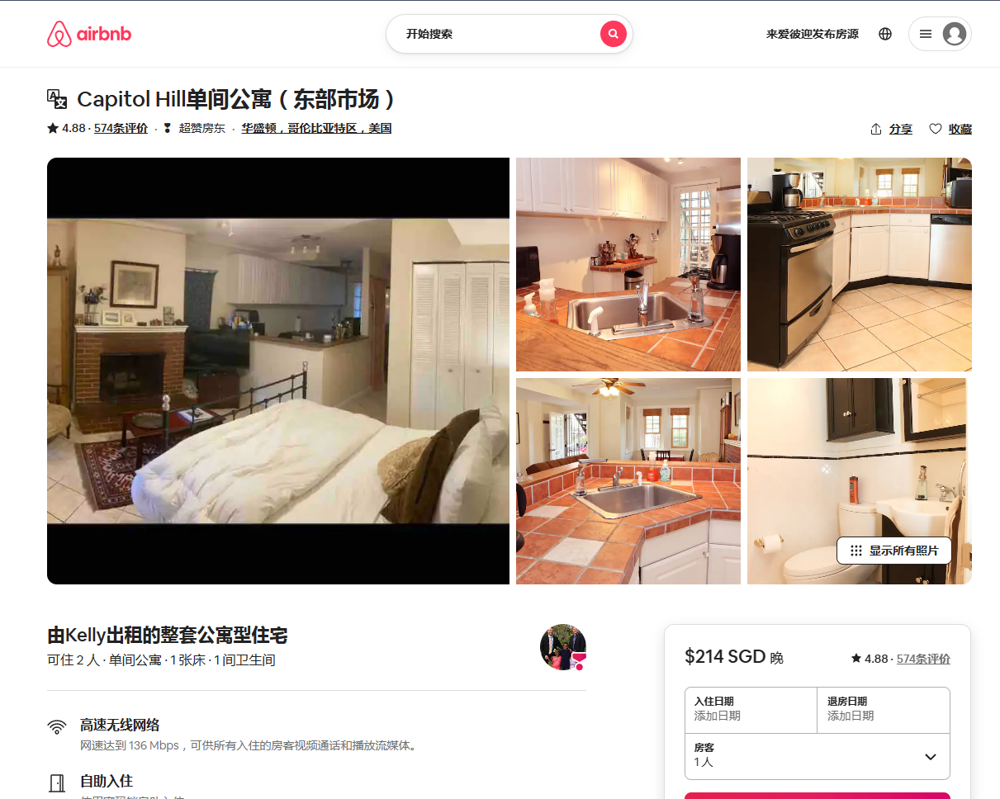 airbnb
开始搜索
来爱彼迎发布房源
Capitol Hill单间公寓（东部市场）
4.88 · 574条评价 · 超赞房东 · 华盛顿，哥伦比亚特区，美国
分享
收藏
显示所有照片
由Kelly出租的整套公寓型住宅
可住 2 人 · 单间公寓 · 1 张床 · 1 间卫生间
高速无线网络
网速达到 136 Mbps，可供所有入住的房客视频通话和播放流媒体。
自助入住
$214 SGD 晚
4.88 · 574条评价
入住日期
添加日期
退房日期
添加日期
房客
1 人